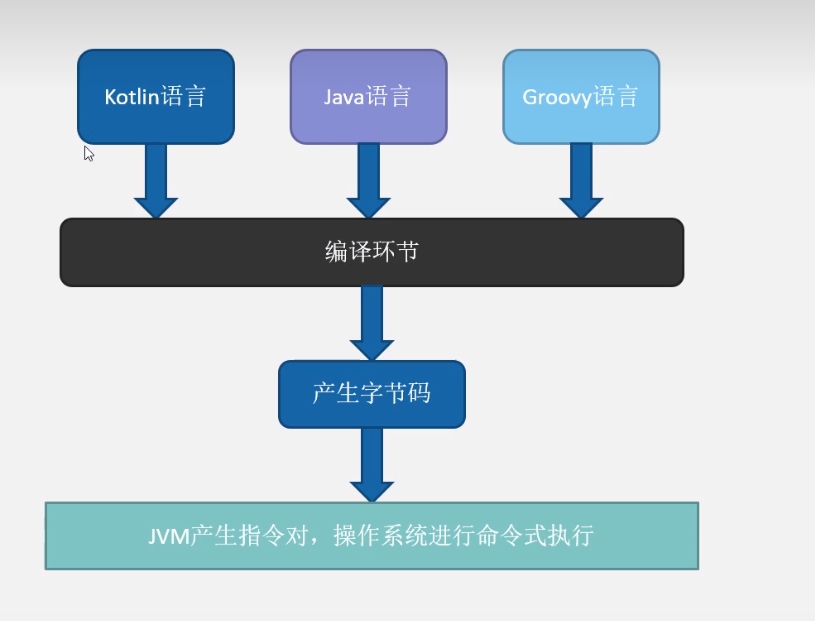 Kotlin语言
Java语言
Groovy语言
编译环节
产生字节码
JVM产生指令对，操作系统进行命令式执行